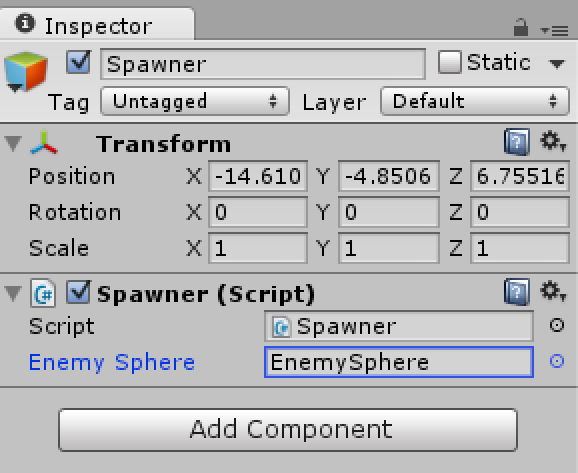 Inspector
Spawner Static
Tag Untagged Layer Default
Transform
Position X -14.610 Y -4.8506 Z 6.75516
Rotation X 0 Y 0 Z 0
Scale X 1 Y 1 Z 1
Spawner (Script)
Script Spawner
Enemy Sphere EnemySphere
Add Component